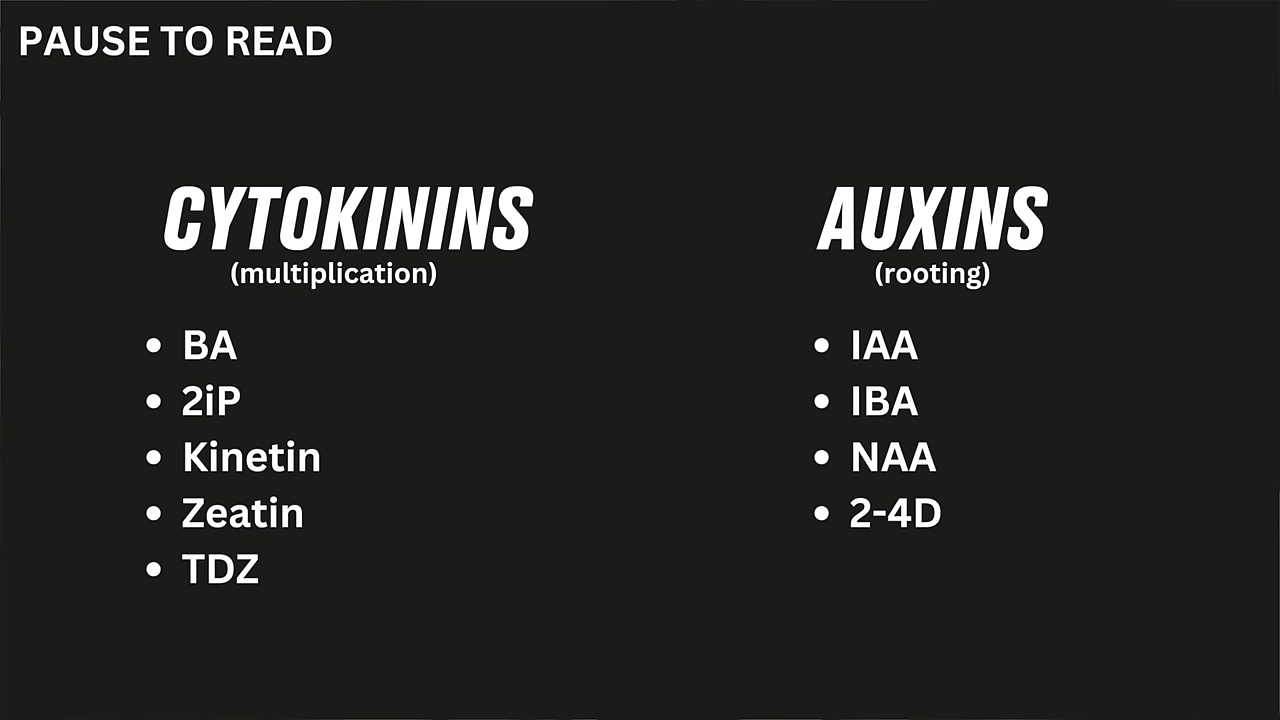 PAUSE TO READ
CYTOKININS
(multiplication)
• BA
• 2iP
• Kinetin
• Zeatin
• TDZ
AUXINS
(rooting)
• IAA
• IBA
• NAA
• 2-4D